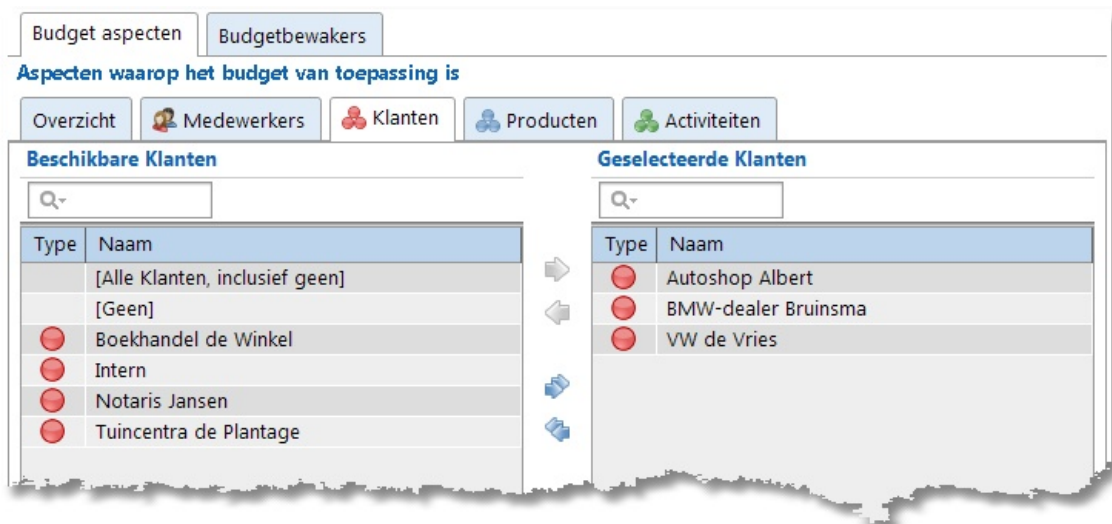 Budget aspecten Budgetbewakers
Aspecten waarop het budget van toepassing is
Overzicht Medewerkers Klanten Producten Activiteiten
Beschikbare Klanten
Type Naam
[Alle Klanten, inclusief geen]
[Geen]
Boekhandel de Winkel
Intern
Notaris Jansen
Tuincentra de Plantage
Geselecteerde Klanten
Type Naam
Autoshop Albert
BMW-dealer Bruinsma
VW de Vries